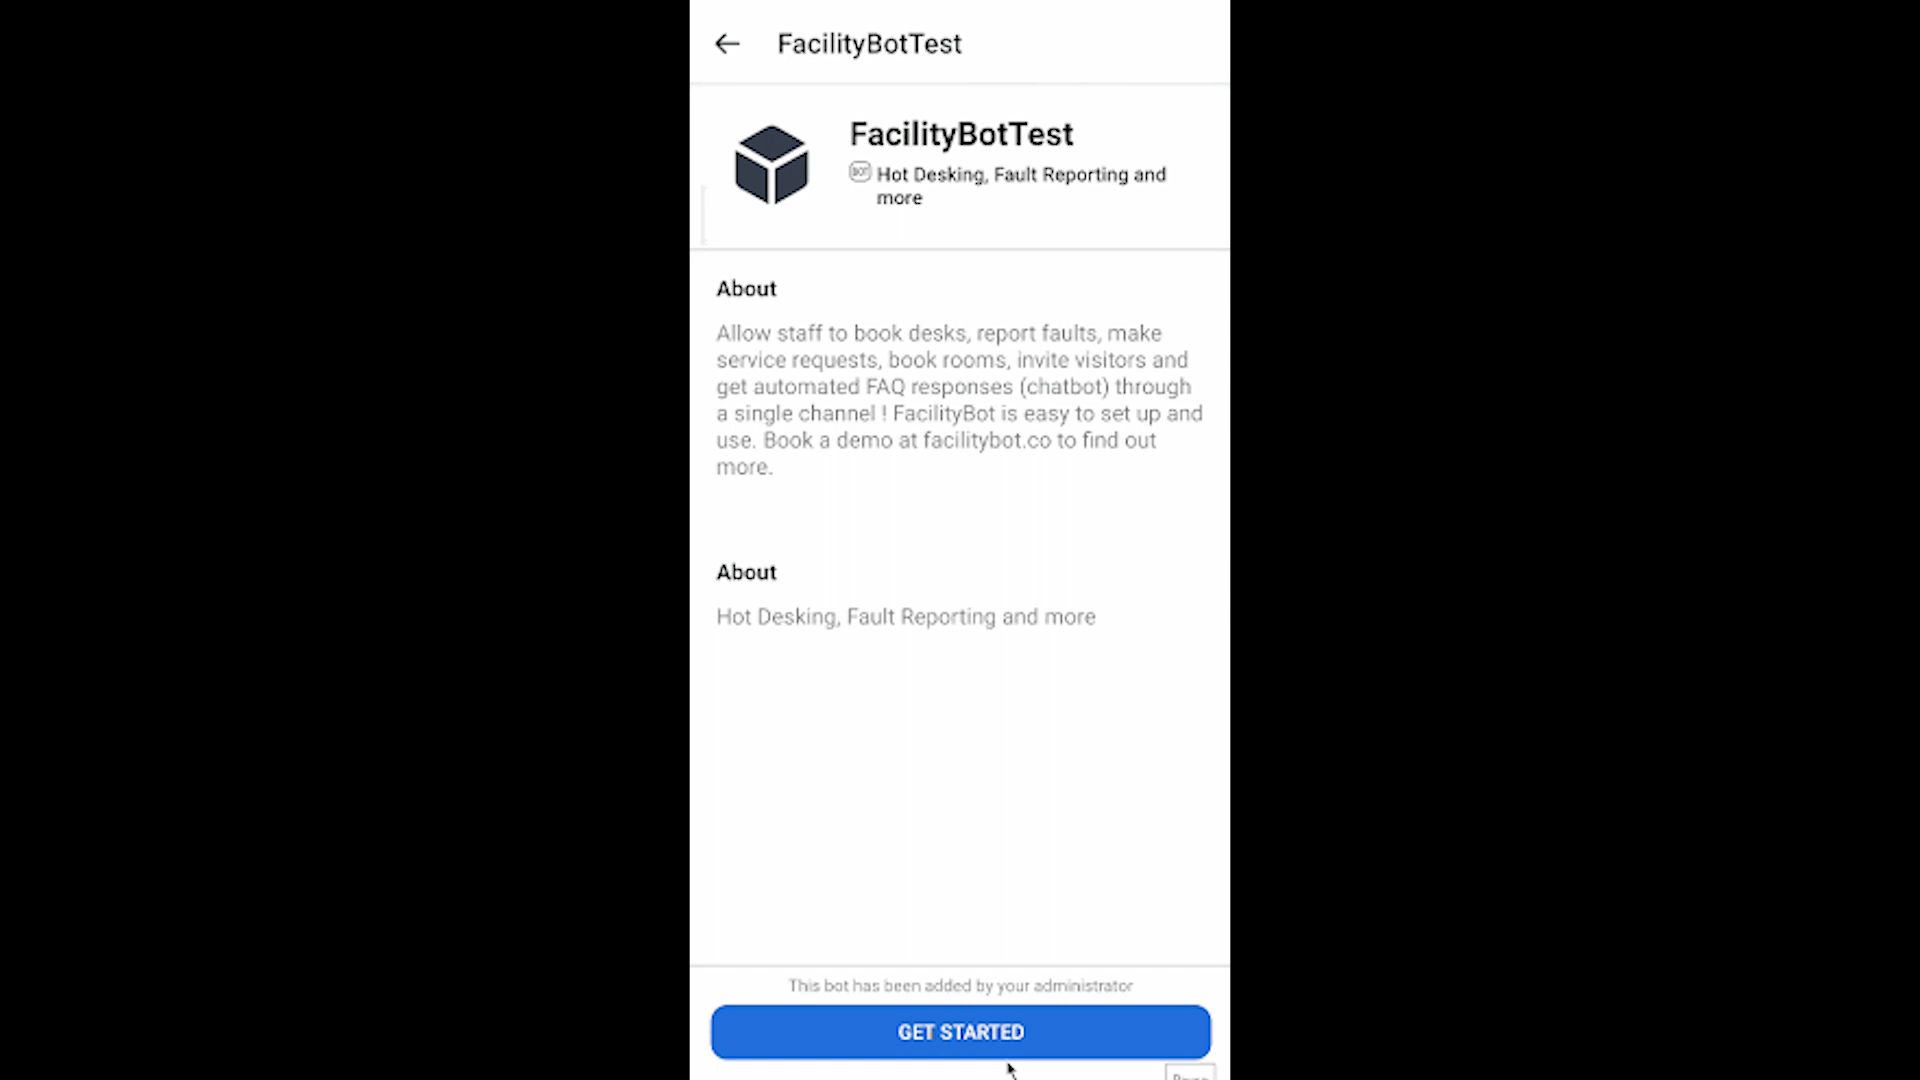 FacilityBotTest
FacilityBotTest
BOT Hot Desking, Fault Reporting and
more
About
Allow staff to book desks, report faults, make
service requests, book rooms, invite visitors and
get automated FAQ responses (chatbot) through
a single channel ! FacilityBot is easy to set up and
use. Book a demo at facilitybot.co to find out
more.
About
Hot Desking, Fault Reporting and more
This bot has been added by your administrator
GET STARTED